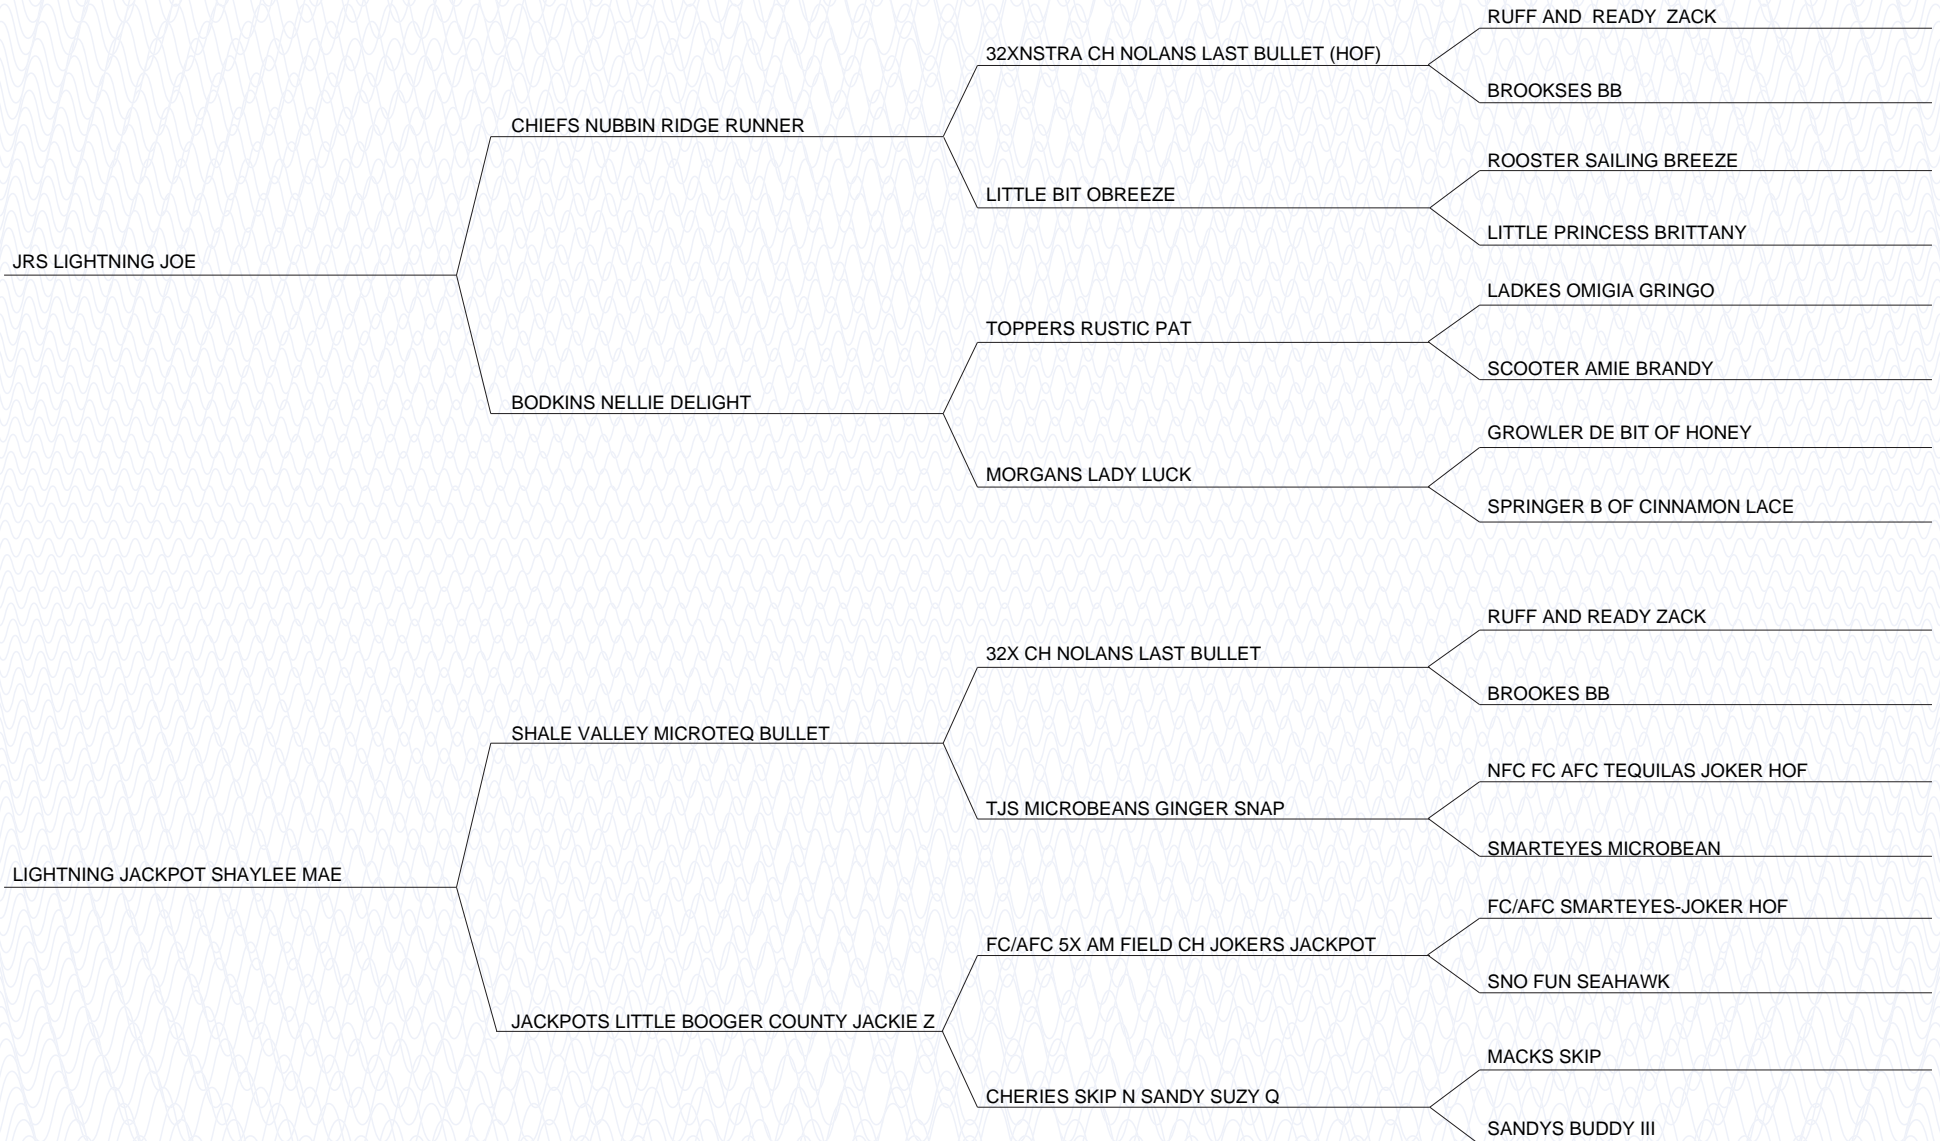 RUFF AND  READY  ZACK
32XNSTRA CH NOLANS LAST BULLET (HOF)
BROOKSES BB
CHIEFS NUBBIN RIDGE RUNNER
ROOSTER SAILING BREEZE
LITTLE BIT OBREEZE
LITTLE PRINCESS BRITTANY
JRS LIGHTNING JOE
LADKES OMIGIA GRINGO
TOPPERS RUSTIC PAT
SCOOTER AMIE BRANDY
BODKINS NELLIE DELIGHT
GROWLER DE BIT OF HONEY
MORGANS LADY LUCK
SPRINGER B OF CINNAMON LACE
RUFF AND READY ZACK
32X CH NOLANS LAST BULLET
BROOKES BB
SHALE VALLEY MICROTEQ BULLET
NFC FC AFC TEQUILAS JOKER HOF
TJS MICROBEANS GINGER SNAP
SMARTEYES MICROBEAN
LIGHTNING JACKPOT SHAYLEE MAE
FC/AFC SMARTEYES-JOKER HOF
FC/AFC 5X AM FIELD CH JOKERS JACKPOT
SNO FUN SEAHAWK
JACKPOTS LITTLE BOOGER COUNTY JACKIE Z
MACKS SKIP
CHERIES SKIP N SANDY SUZY Q
SANDYS BUDDY III